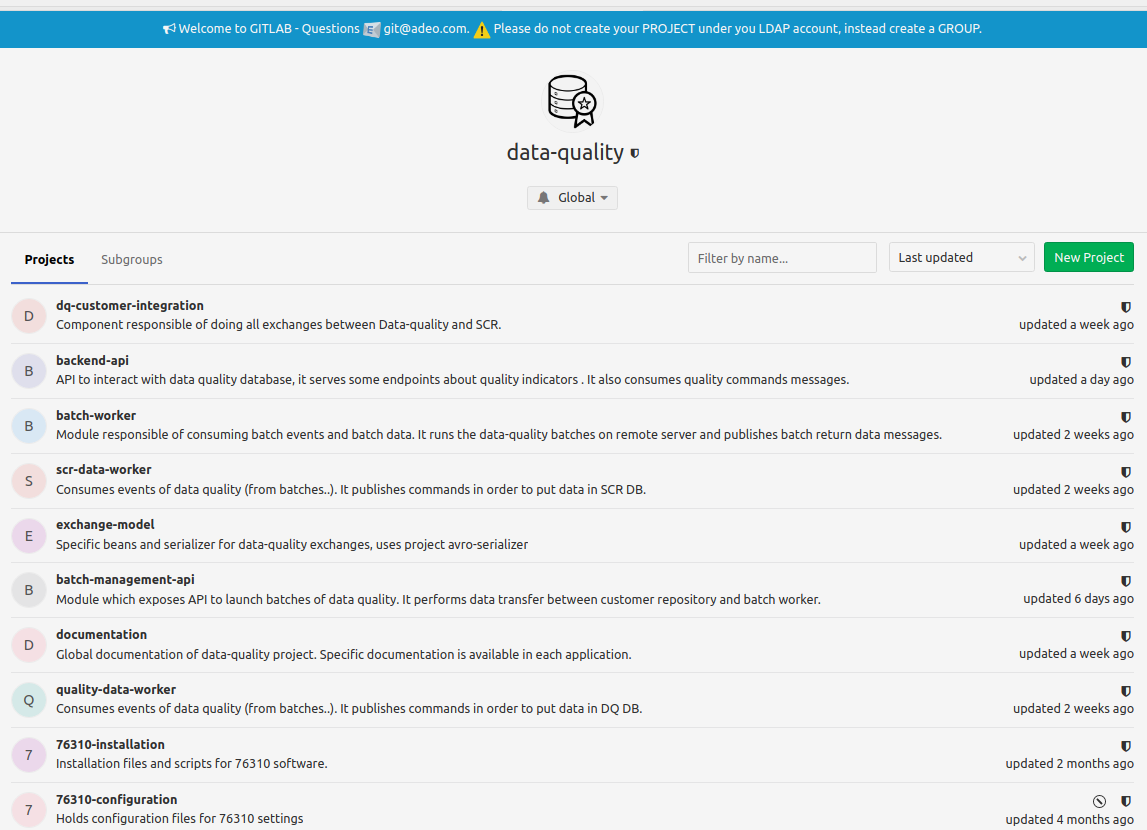 Welcome to GITLAB - Questions E git@adeo.com. Please do not create your PROJECT under you LDAP account, instead create a GROUP.
data-quality
Global
Projects Subgroups Filter by name... Last updated New Project
D dq-customer-integration
Component responsible of doing all exchanges between Data-quality and SCR. updated a week ago
B backend-api
API to interact with data quality database, it serves some endpoints about quality indicators . It also consumes quality commands messages. updated a day ago
B batch-worker
Module responsible of consuming batch events and batch data. It runs the data-quality batches on remote server and publishes batch return data messages. updated 2 weeks ago
S scr-data-worker
Consumes events of data quality (from batches..). It publishes commands in order to put data in SCR DB. updated 2 weeks ago
E exchange-model
Specific beans and serializer for data-quality exchanges, uses project avro-serializer updated a week ago
B batch-management-api
Module which exposes API to launch batches of data quality. It performs data transfer between customer repository and batch worker. updated 6 days ago
D documentation
Global documentation of data-quality project. Specific documentation is available in each application. updated a week ago
Q quality-data-worker
Consumes events of data quality (from batches..). It publishes commands in order to put data in DQ DB. updated 2 weeks ago
7 76310-installation
Installation files and scripts for 76310 software. updated 2 months ago
7 76310-configuration
Holds configuration files for 76310 settings updated 4 months ago